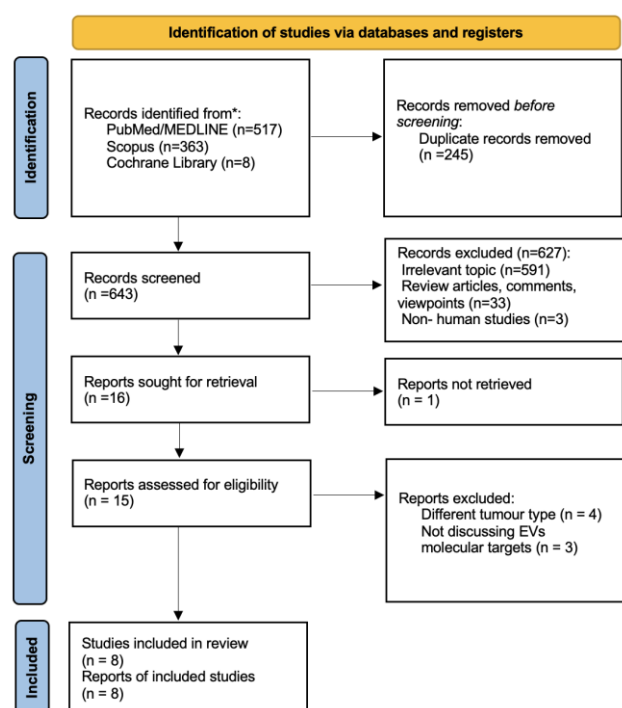 Identification of studies via databases and registers
Identification
Records identified from*:
PubMed/MEDLINE (n=517)
Scopus (n=363)
Cochrane Library (n=8)
Records removed before
screening:
Duplicate records removed
(n =245)
Screening
Records screened
(n =643)
Records excluded (n=627):
Irrelevant topic (n=591)
Review articles, comments,
viewpoints (n=33)
Non- human studies (n=3)
Reports sought for retrieval
(n =16)
Reports not retrieved
(n = 1)
Reports assessed for eligibility
(n = 15)
Reports excluded:
Different tumour type (n = 4)
Not discussing EVs
molecular targets (n = 3)
Included
Studies included in review
(n = 8)
Reports of included studies
(n = 8)